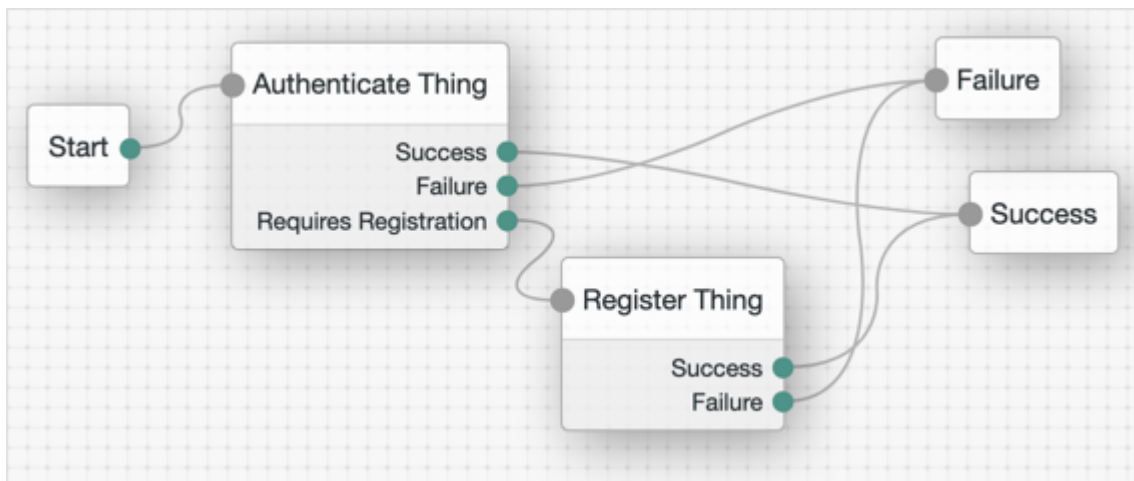 Start
Authenticate Thing
Success
Failure
Requires Registration
Register Thing
Success
Failure
Failure
Success